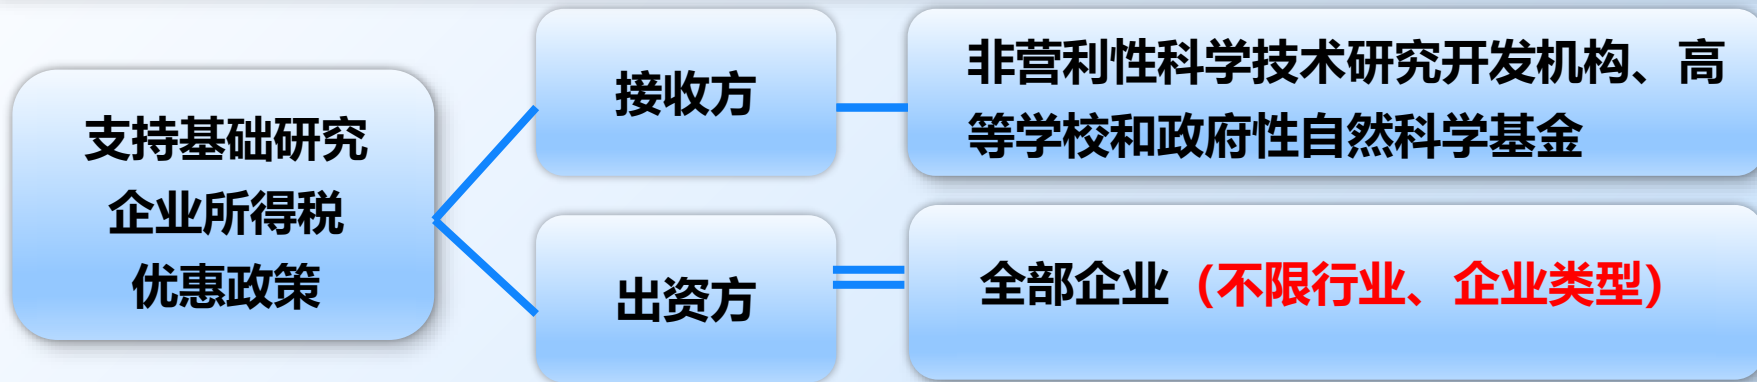 支持基础研究
企业所得税
优惠政策
接收方
非营利性科学技术研究开发机构、高
等学校和政府性自然科学基金
出资方
全部企业（不限行业、企业类型）